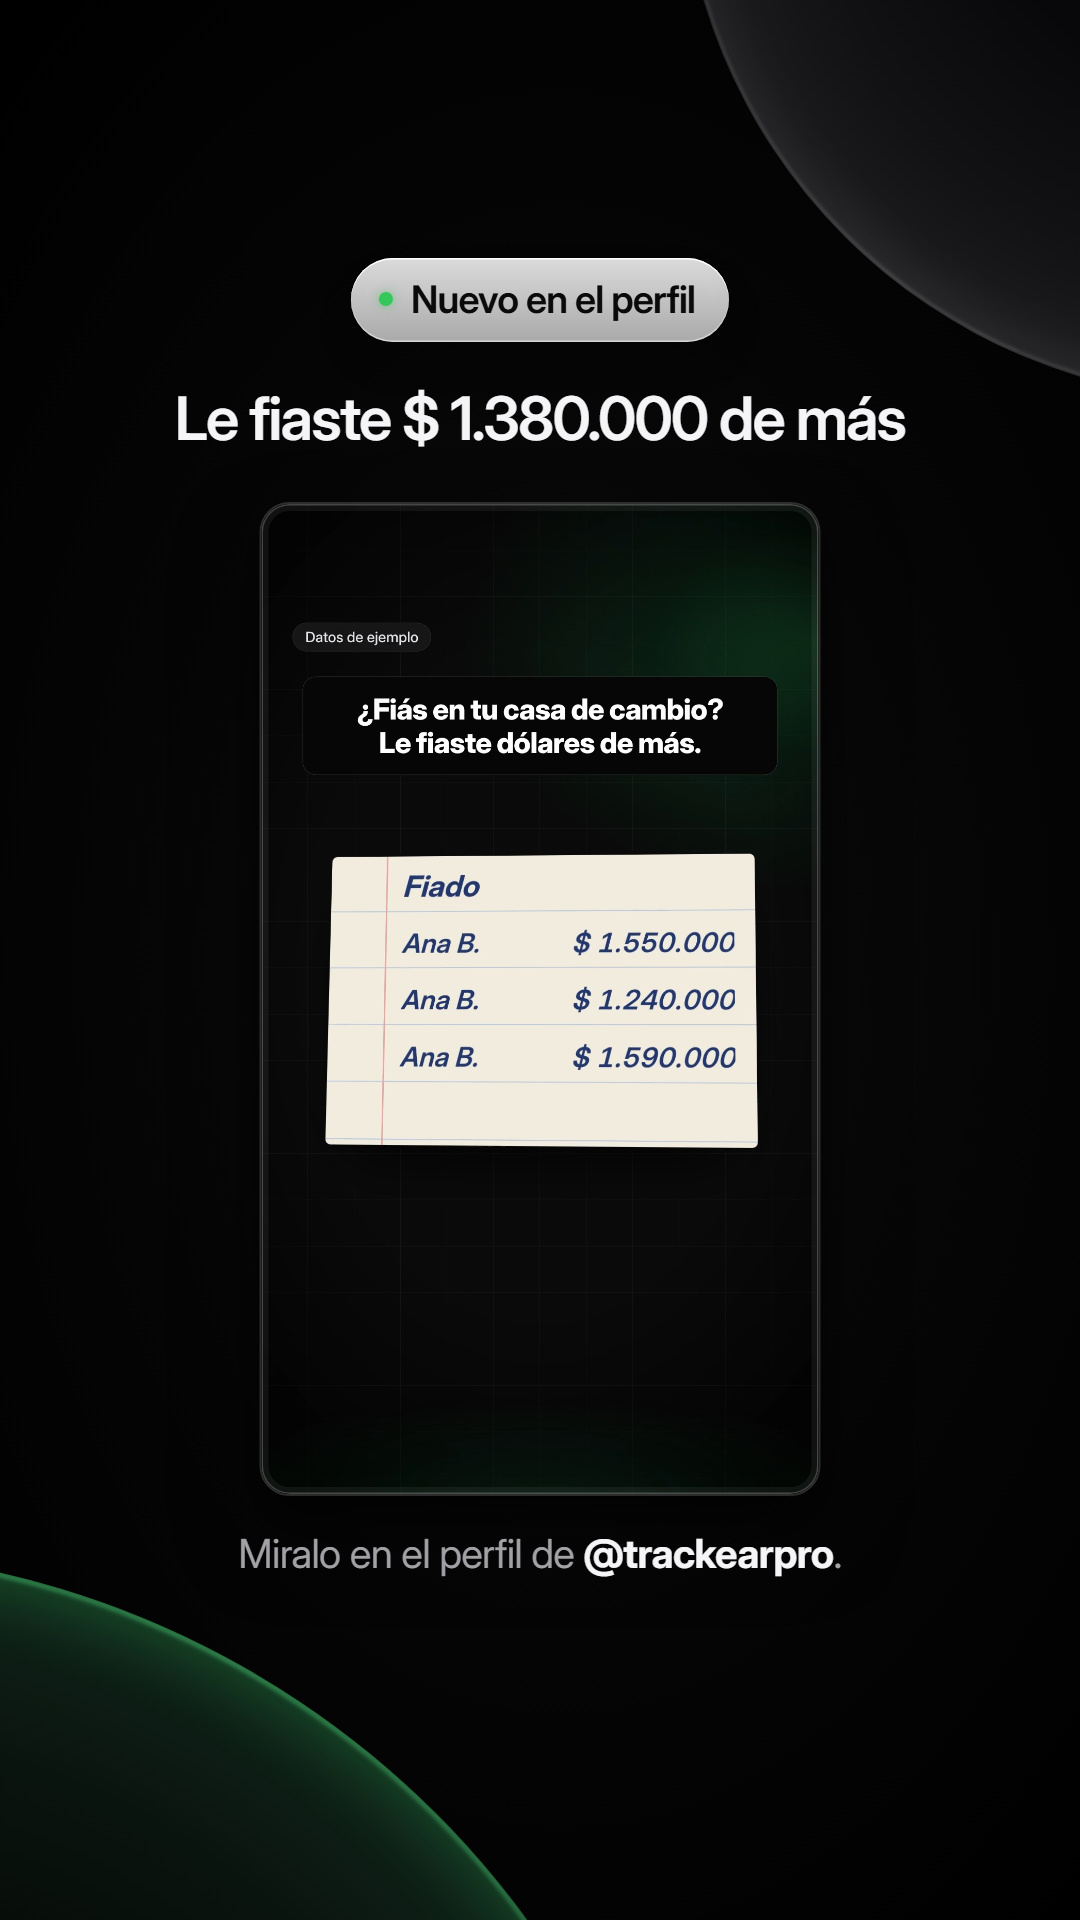 Nuevo en el perfil
Le fiaste $ 1.380.000 de más
Datos de ejemplo
¿Fiás en tu casa de cambio?
Le fiaste dólares de más.
Fiado
Ana B. $ 1.550.000
Ana B. $ 1.240.000
Ana B. $ 1.590.000
Miralo en el perfil de @trackearpro.